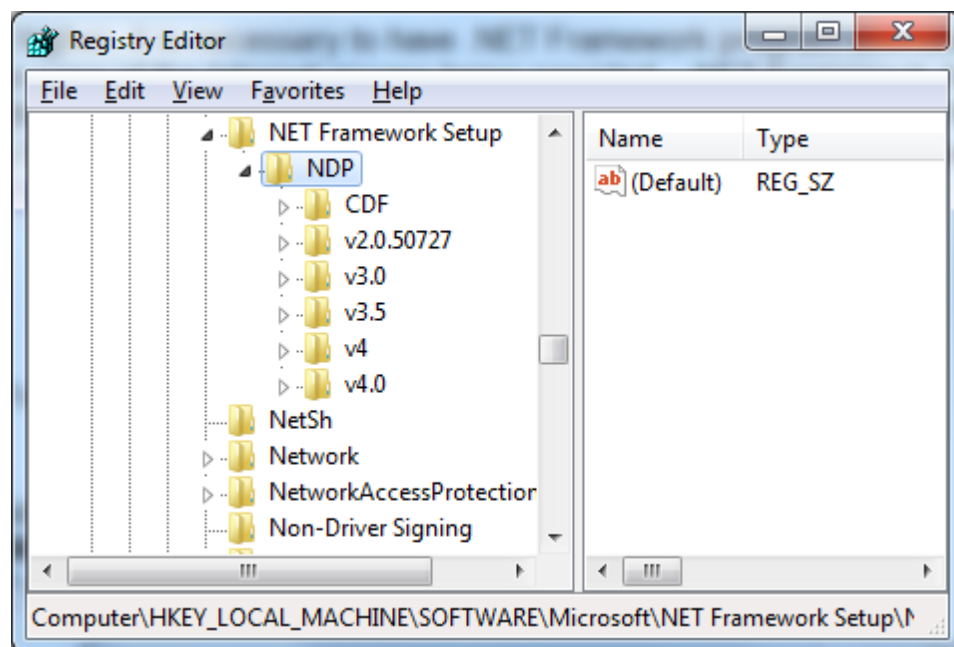 Registry Editor
File Edit View Favorites Help
NET Framework Setup
NDP
CDF
v2.0.50727
v3.0
v3.5
v4
v4.0
NetSh
Network
NetworkAccessProtection
Non-Driver Signing
Name Type
ab (Default) REG_SZ
Computer\HKEY_LOCAL_MACHINE\SOFTWARE\Microsoft\NET Framework Setup\N